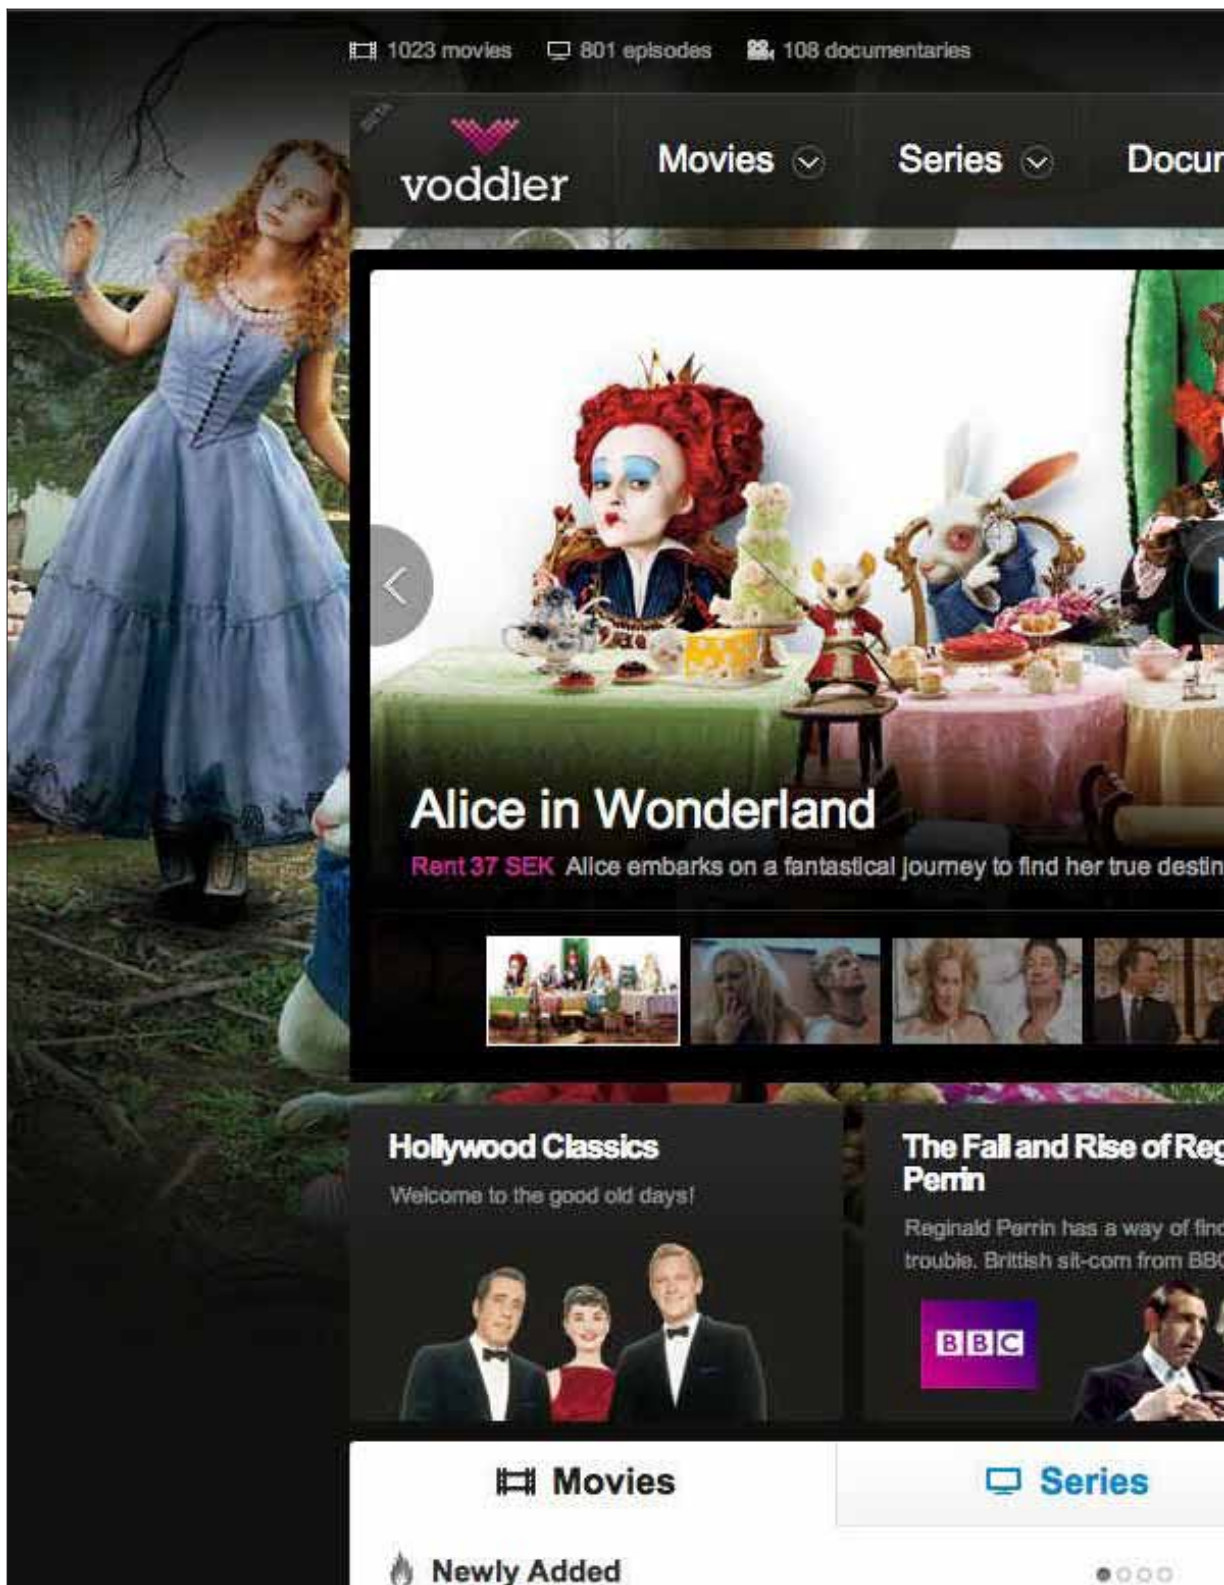 1023 movies 801 episodes 108 documentaries
BETA
voddler
Movies Series Docum
Alice in Wonderland
Rent 37 SEK Alice embarks on a fantastical journey to find her true destin
Hollywood Classics
Welcome to the good old days!
The Fall and Rise of Reg
Perrin
Reginald Perrin has a way of find
trouble. Brittish sit-com from BBC
BBC
Movies Series
Newly Added